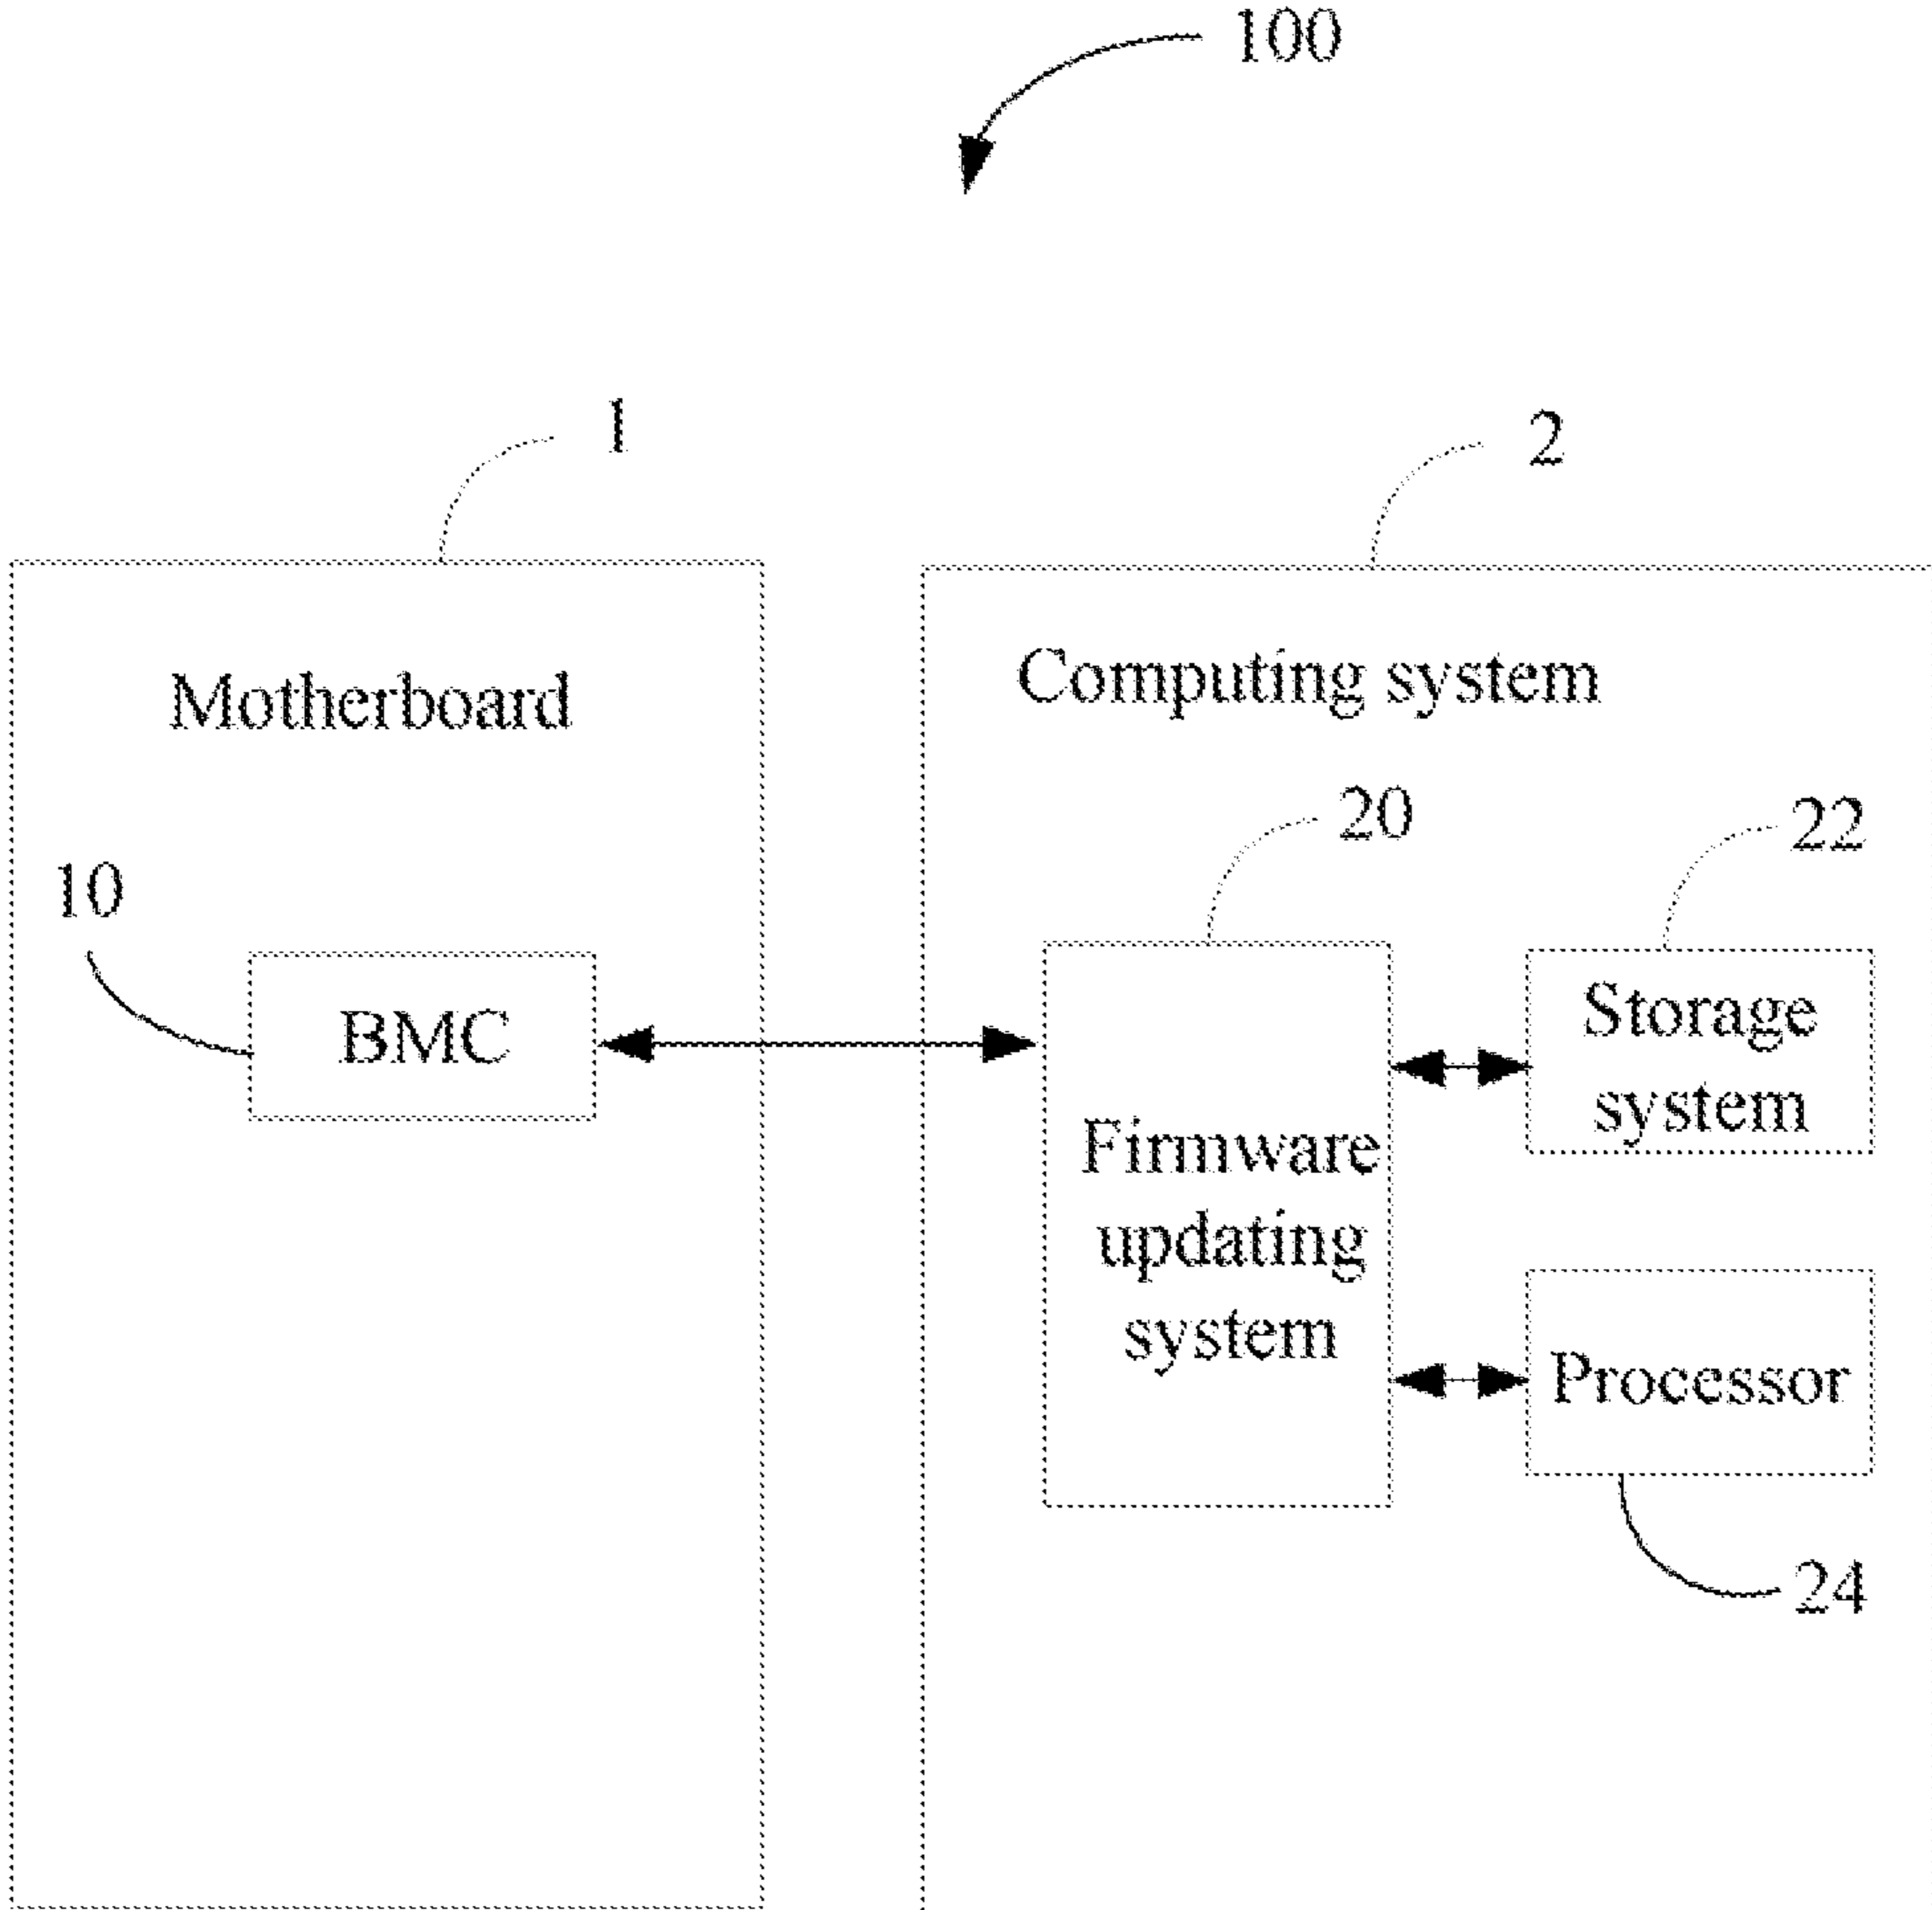 100
1
2
Motherboard
Computing system
20
22
10
BMC
Storage
system
Firmware
updating
system
Processor
24